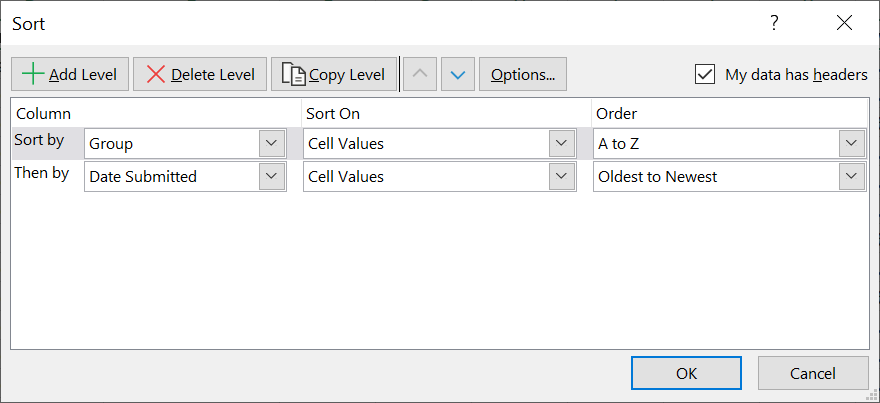 Sort ?
Add Level Delete Level Copy Level Options... My data has headers
Column Sort On Order
Sort by Group Cell Values A to Z
Then by Date Submitted Cell Values Oldest to Newest
OK Cancel